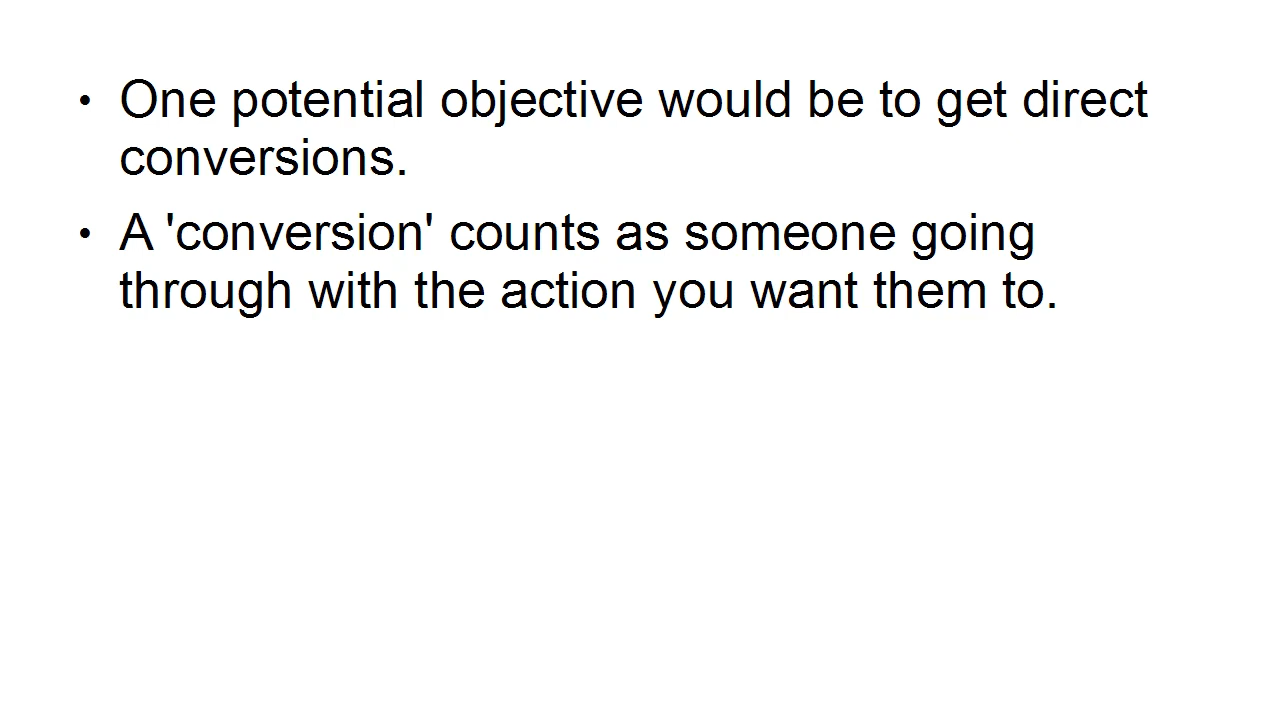 • One potential objective would be to get direct
conversions.
• A 'conversion' counts as someone going
through with the action you want them to.